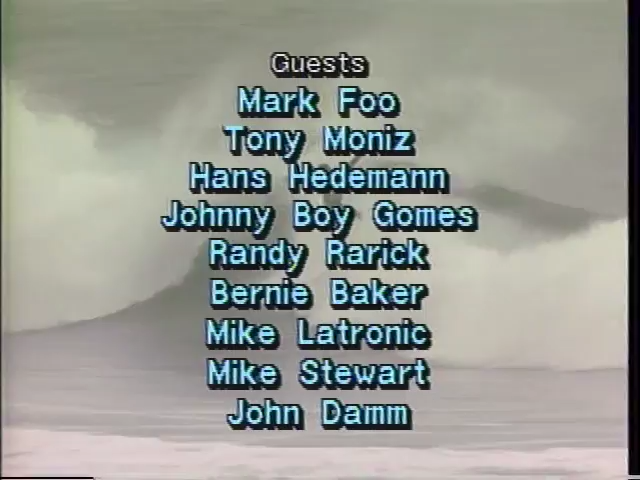 Guests
Mark Foo
Tony Moniz
Hans Hedemann
Johnny Boy Gomes
Randy Rarick
Bernie Baker
Mike Latronic
Mike Stewart
John Damm